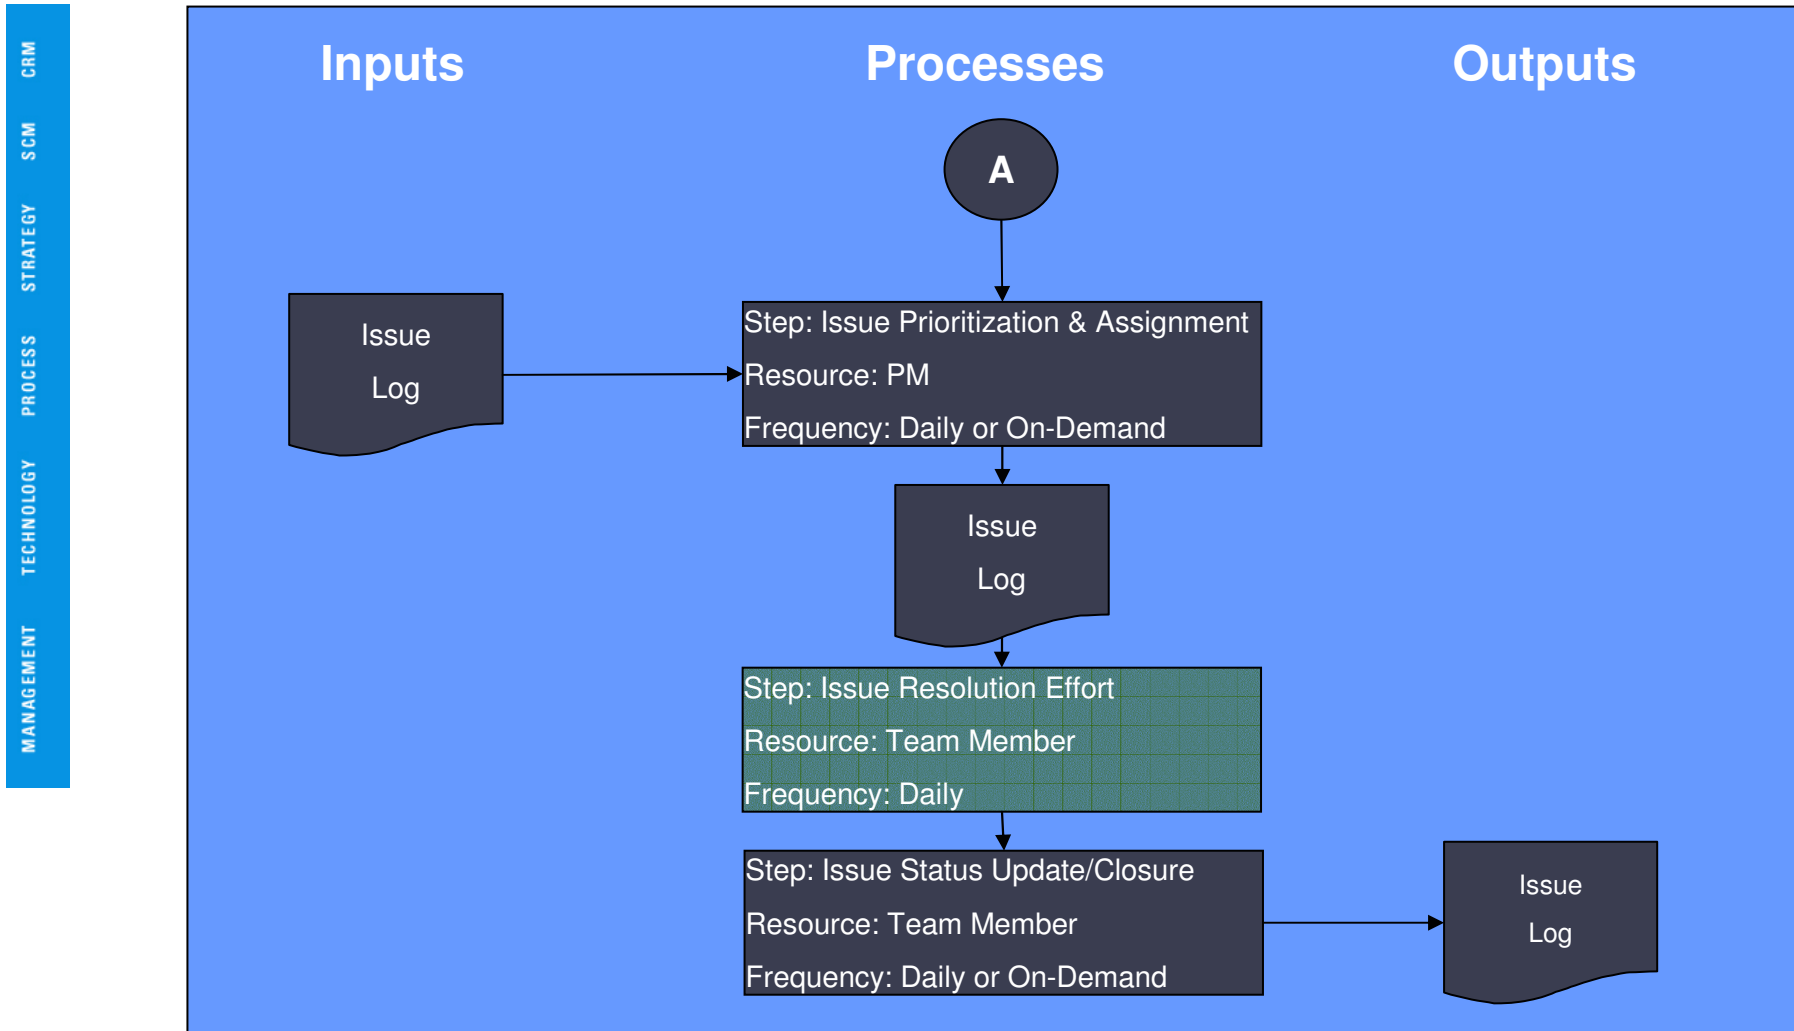 CRM
SCM
STRATEGY
PROCESS
TECHNOLOGY
MANAGEMENT
Inputs
Processes
Outputs
A
Issue
Log
Step: Issue Prioritization & Assignment
Resource: PM
Frequency: Daily or On-Demand
Issue
Log
Step: Issue Resolution Effort
Resource: Team Member
Frequency: Daily
Step: Issue Status Update/Closure
Resource: Team Member
Frequency: Daily or On-Demand
Issue
Log